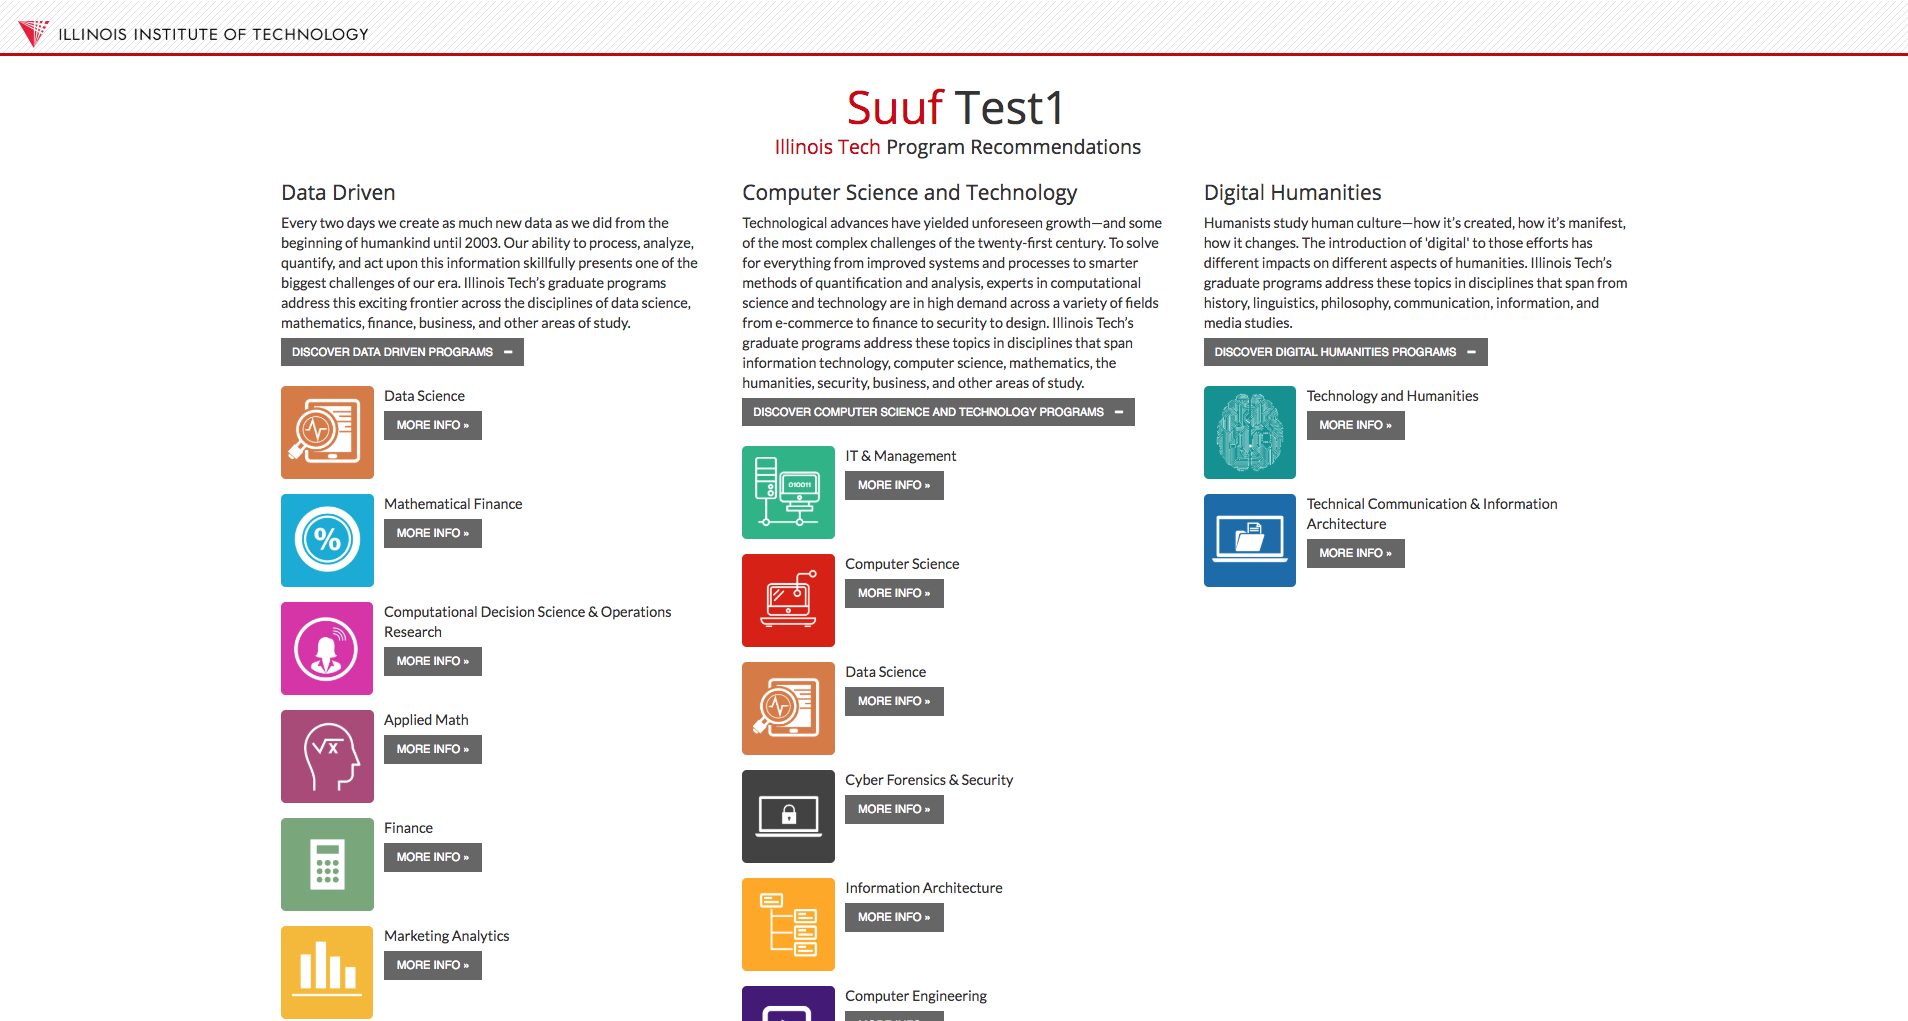 ILLINOIS INSTITUTE OF TECHNOLOGY
Suuf Test1
Illinois Tech Program Recommendations
Data Driven
Every two days we create as much new data as we did from the
beginning of humankind until 2003. Our ability to process, analyze,
quantify, and act upon this information skillfully presents one of the
biggest challenges of our era. Illinois Tech's graduate programs
address this exciting frontier across the disciplines of data science,
mathematics, finance, business, and other areas of study.
DISCOVER DATA DRIVEN PROGRAMS –
Data Science
MORE INFO »
%
Mathematical Finance
MORE INFO »
Computational Decision Science & Operations
Research
MORE INFO »
√x
Applied Math
MORE INFO »
Finance
MORE INFO »
Marketing Analytics
MORE INFO »
Computer Science and Technology
Technological advances have yielded unforeseen growth—and some
of the most complex challenges of the twenty-first century. To solve
for everything from improved systems and processes to smarter
methods of quantification and analysis, experts in computational
science and technology are in high demand across a variety of fields
from e-commerce to finance to security to design. Illinois Tech's
graduate programs address these topics in disciplines that span
information technology, computer science, mathematics, the
humanities, security, business, and other areas of study.
DISCOVER COMPUTER SCIENCE AND TECHNOLOGY PROGRAMS –
010011
IT & Management
MORE INFO »
Computer Science
MORE INFO »
Data Science
MORE INFO »
Cyber Forensics & Security
MORE INFO »
Information Architecture
MORE INFO »
Computer Engineering
MORE INFO »
Digital Humanities
Humanists study human culture—how it's created, how it's manifest,
how it changes. The introduction of 'digital' to those efforts has
different impacts on different aspects of humanities. Illinois Tech's
graduate programs address these topics in disciplines that span from
history, linguistics, philosophy, communication, information, and
media studies.
DISCOVER DIGITAL HUMANITIES PROGRAMS –
Technology and Humanities
MORE INFO »
Technical Communication & Information
Architecture
MORE INFO »